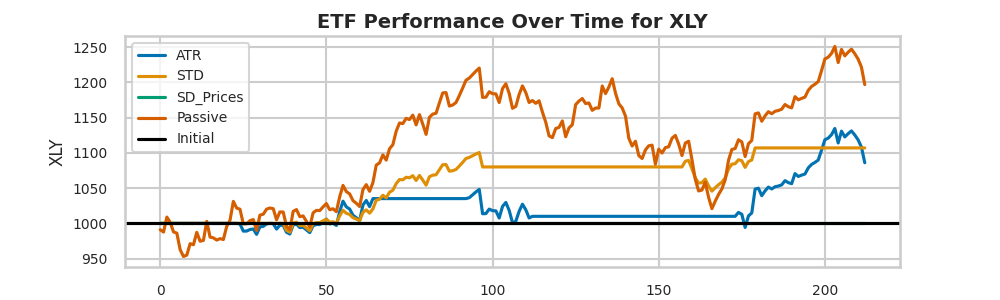 ETF Performance Over Time for XLY
1250
1200
1150
1100
1050
1000
950
XLY
ATR
STD
SD_Prices
Passive
Initial
0
50
100
150
200